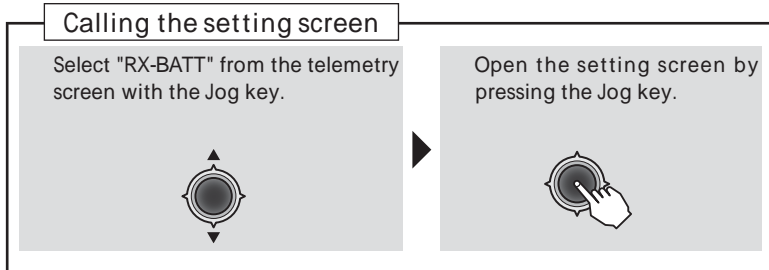 Calling the setting screen
Select "RX-BATT" from the telemetry
screen with the Jog key.
Open the setting screen by
pressing the Jog key.